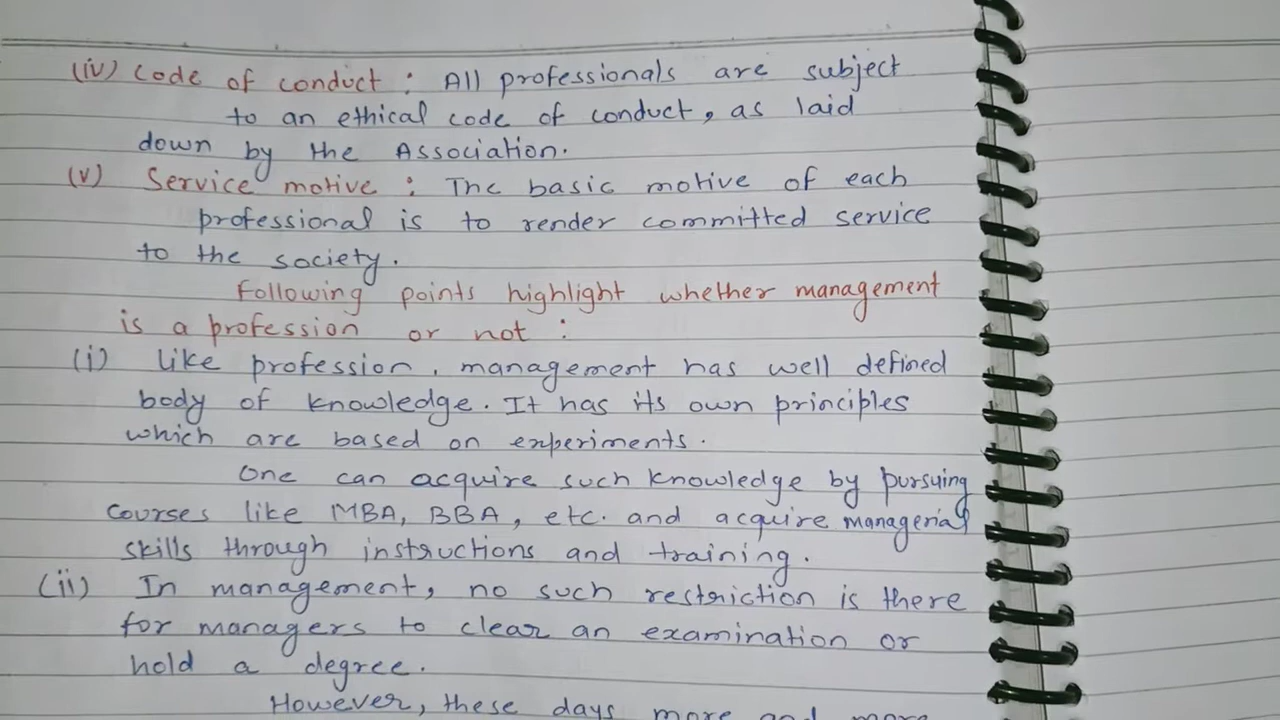 (iv) Code of conduct : All professionals are subject
to an ethical code of conduct, as laid
down by the Association.
(v) Service motive : The basic motive of each
professional is to render committed service
to the society.
Following points highlight whether management
is a profession or not :
(i) Like profession, management has well defined
body of knowledge. It has its own principles
which are based on experiments.
One can acquire such knowledge by pursuing
courses like MBA, BBA, etc. and acquire managerial
skills through instructions and training.
(ii) In management, no such restriction is there
for managers to clear an examination or
hold a degree.
However, these days more and more